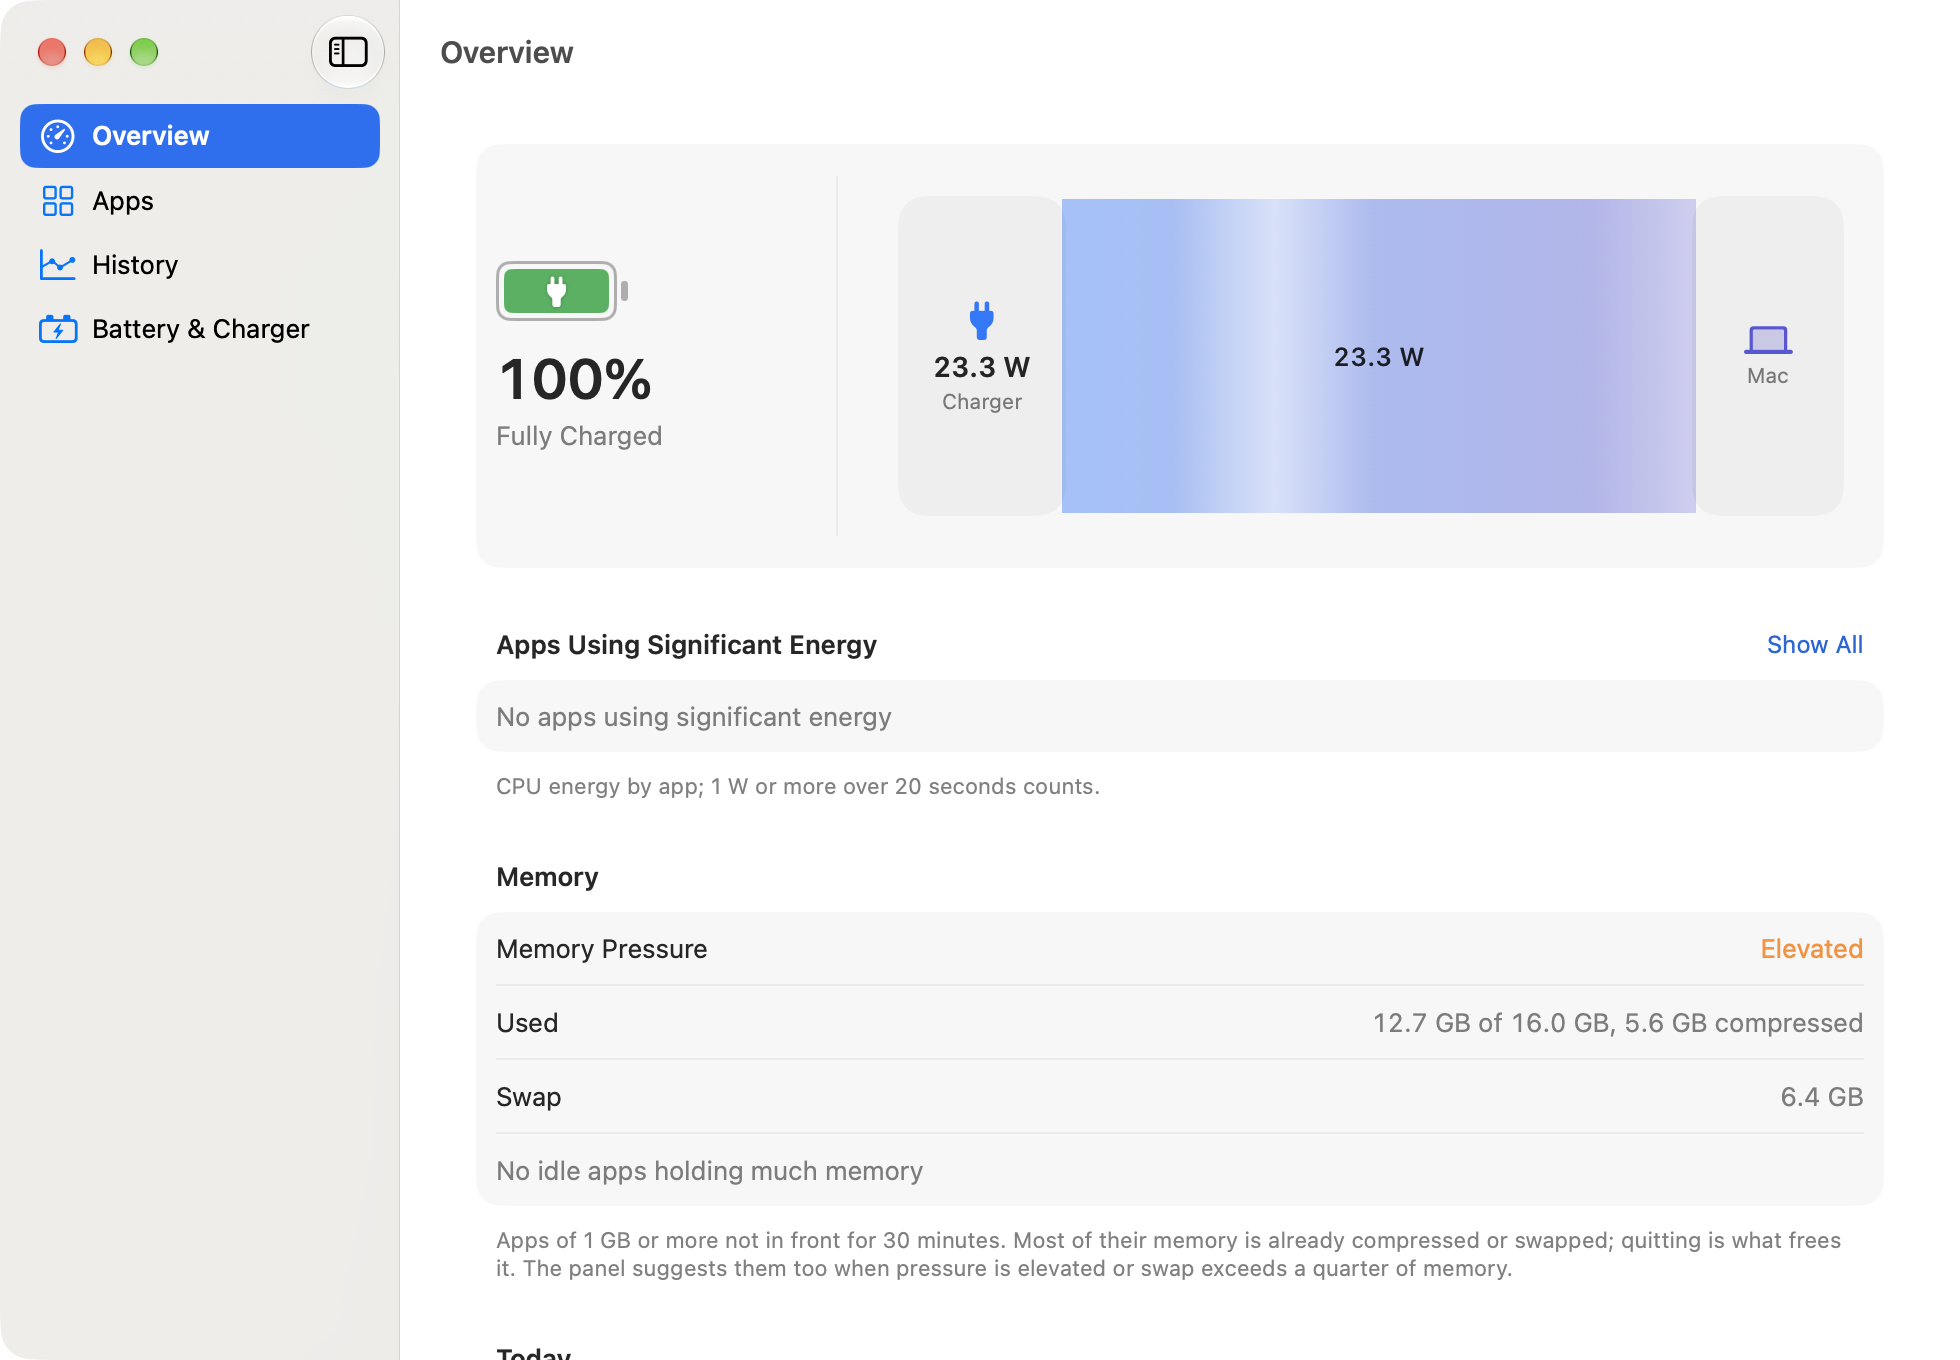 Overview
Overview
Apps
History
Battery & Charger
100%
Fully Charged
23.3 W
Charger
23.3 W
Mac
Apps Using Significant Energy
Show All
No apps using significant energy
CPU energy by app; 1 W or more over 20 seconds counts.
Memory
Memory Pressure
Elevated
Used
12.7 GB of 16.0 GB, 5.6 GB compressed
Swap
6.4 GB
No idle apps holding much memory
Apps of 1 GB or more not in front for 30 minutes. Most of their memory is already compressed or swapped; quitting is what frees
it. The panel suggests them too when pressure is elevated or swap exceeds a quarter of memory.
Today